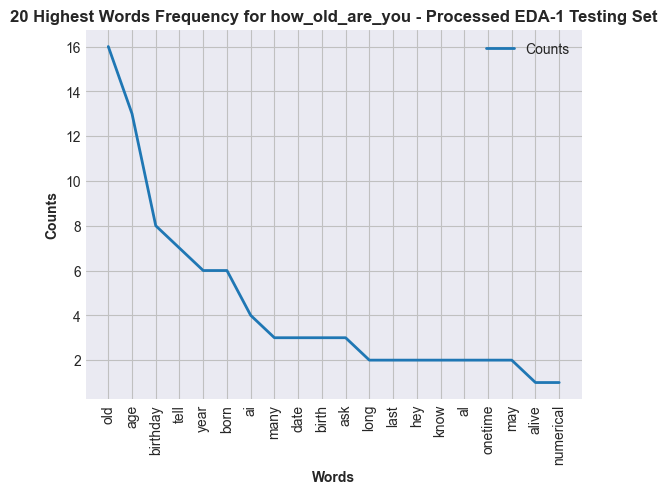 20 Highest Words Frequency for how_old_are_you - Processed EDA-1 Testing Set
Counts
16
14
12
10
8
6
4
2
Counts
old
age
birthday
tell
year
born
ai
many
date
birth
ask
long
last
hey
know
al
onetime
may
alive
numerical
Words